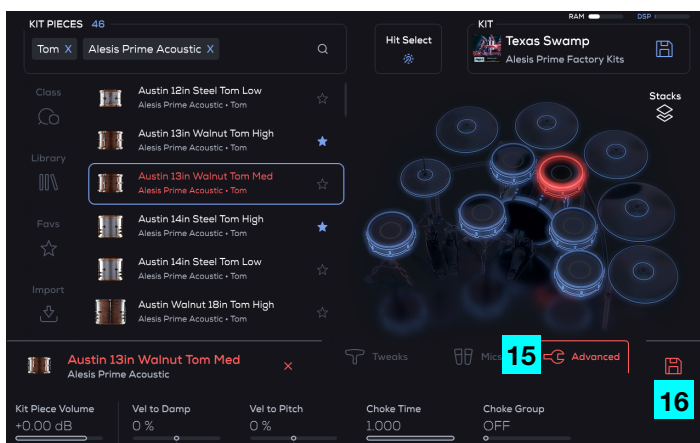 KIT PIECES 46
Tom X Alesis Prime Acoustic X
Hit Select
RAM DSP
KIT
Texas Swamp
Alesis Prime Factory Kits
Stacks
Class
Library
Favs
Import
Austin 12in Steel Tom Low
Alesis Prime Acoustic • Tom
Austin 13in Walnut Tom High
Alesis Prime Acoustic • Tom
Austin 13in Walnut Tom Med
Alesis Prime Acoustic • Tom
Austin 14in Steel Tom High
Alesis Prime Acoustic • Tom
Austin 14in Steel Tom Low
Alesis Prime Acoustic • Tom
Austin Walnut 18in Tom High
Alesis Prime Acoustic • Tom
Austin 13in Walnut Tom Med X
Alesis Prime Acoustic
Tweaks
Mics
15
Advanced
16
Kit Piece Volume
+0.00 dB
Vel to Damp
0 %
Vel to Pitch
0 %
Choke Time
1.000
Choke Group
OFF